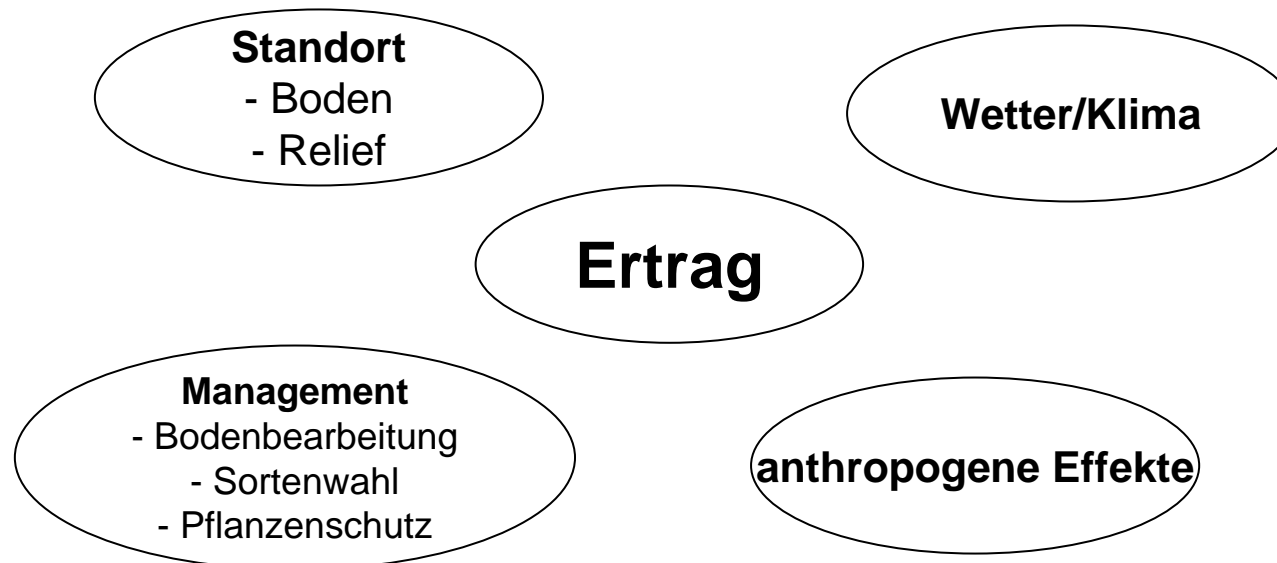 Standort
- Boden
- Relief
Wetter/Klima
Ertrag
Management
- Bodenbearbeitung
- Sortenwahl
- Pflanzenschutz
anthropogene Effekte